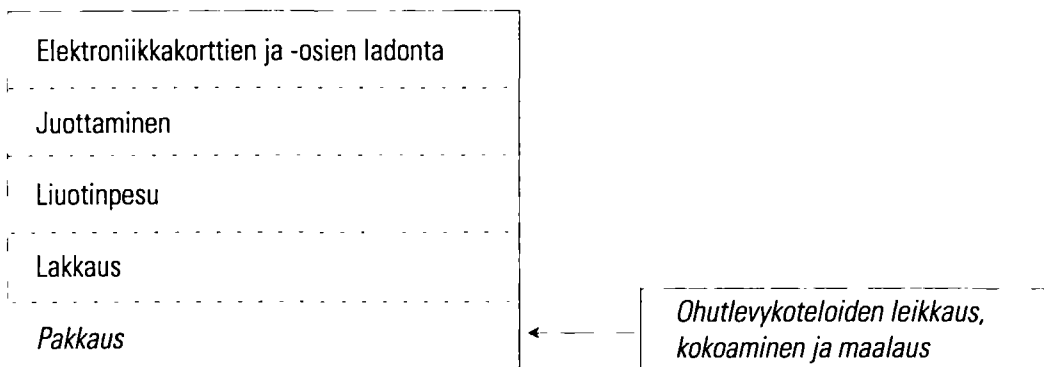 Elektroniikkakorttien ja -osien ladonta
Juottaminen
Liuotinpesu
Lakkaus
Pakkaus
Ohutlevykoteloiden leikkaus,
kokoaminen ja maalaus